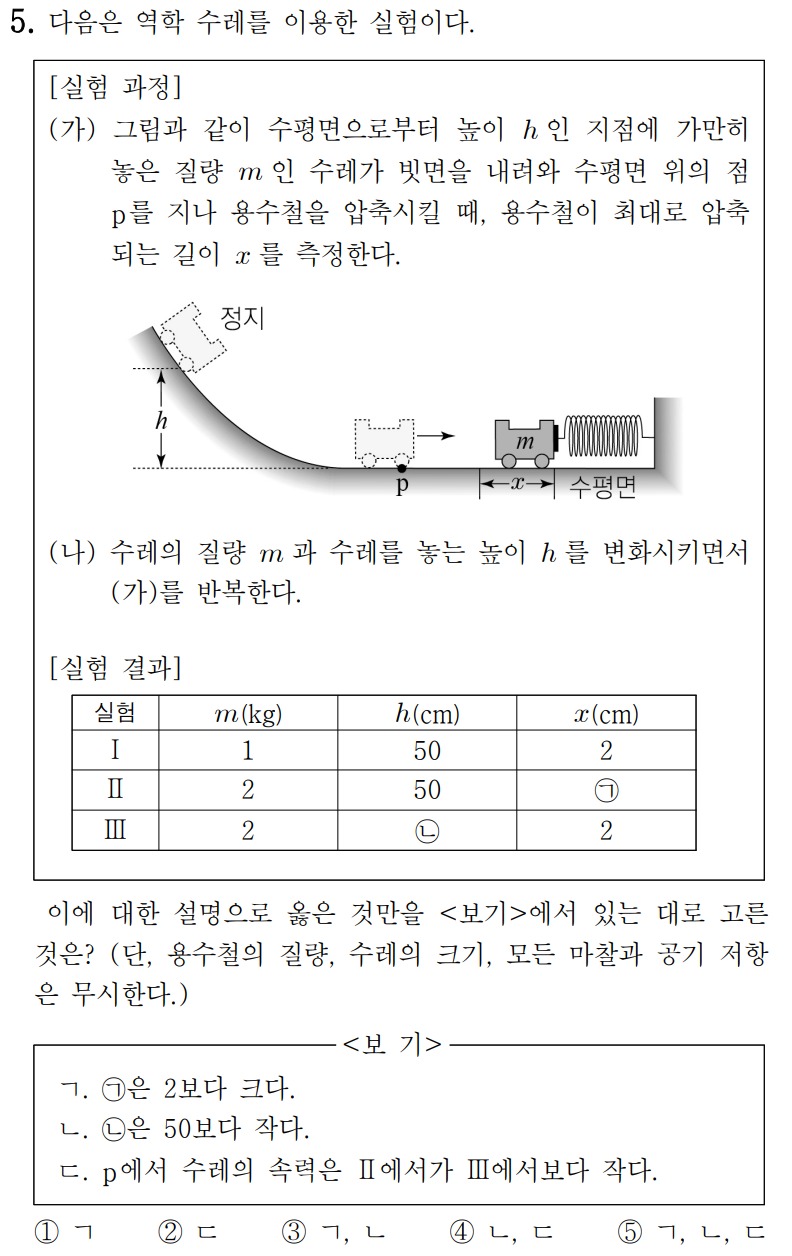 5. 다음은 역학 수레를 이용한 실험이다.
[실험 과정]
(가) 그림과 같이 수평면으로부터 높이 h인 지점에 가만히
놓은 질량 m인 수레가 빗면을 내려와 수평면 위의 점
p를 지나 용수철을 압축시킬 때, 용수철이 최대로 압축
되는 길이 x를 측정한다.
정지
h
m
p
x
수평면
(나) 수레의 질량 m과 수레를 놓는 높이 h를 변화시키면서
(가)를 반복한다.
[실험 결과]
실험 m(kg) h(cm) x(cm)
Ⅰ 1 50 2
Ⅱ 2 50 ㉠
Ⅲ 2 ㉡ 2
이에 대한 설명으로 옳은 것만을 <보기>에서 있는 대로 고른
것은? (단, 용수철의 질량, 수레의 크기, 모든 마찰과 공기 저항
은 무시한다.)
<보 기>
ㄱ. ㉠은 2보다 크다.
ㄴ. ㉡은 50보다 작다.
ㄷ. p에서 수레의 속력은 Ⅱ에서가 Ⅲ에서보다 작다.
① ㄱ ② ㄷ ③ ㄱ, ㄴ ④ ㄴ, ㄷ ⑤ ㄱ, ㄴ, ㄷ